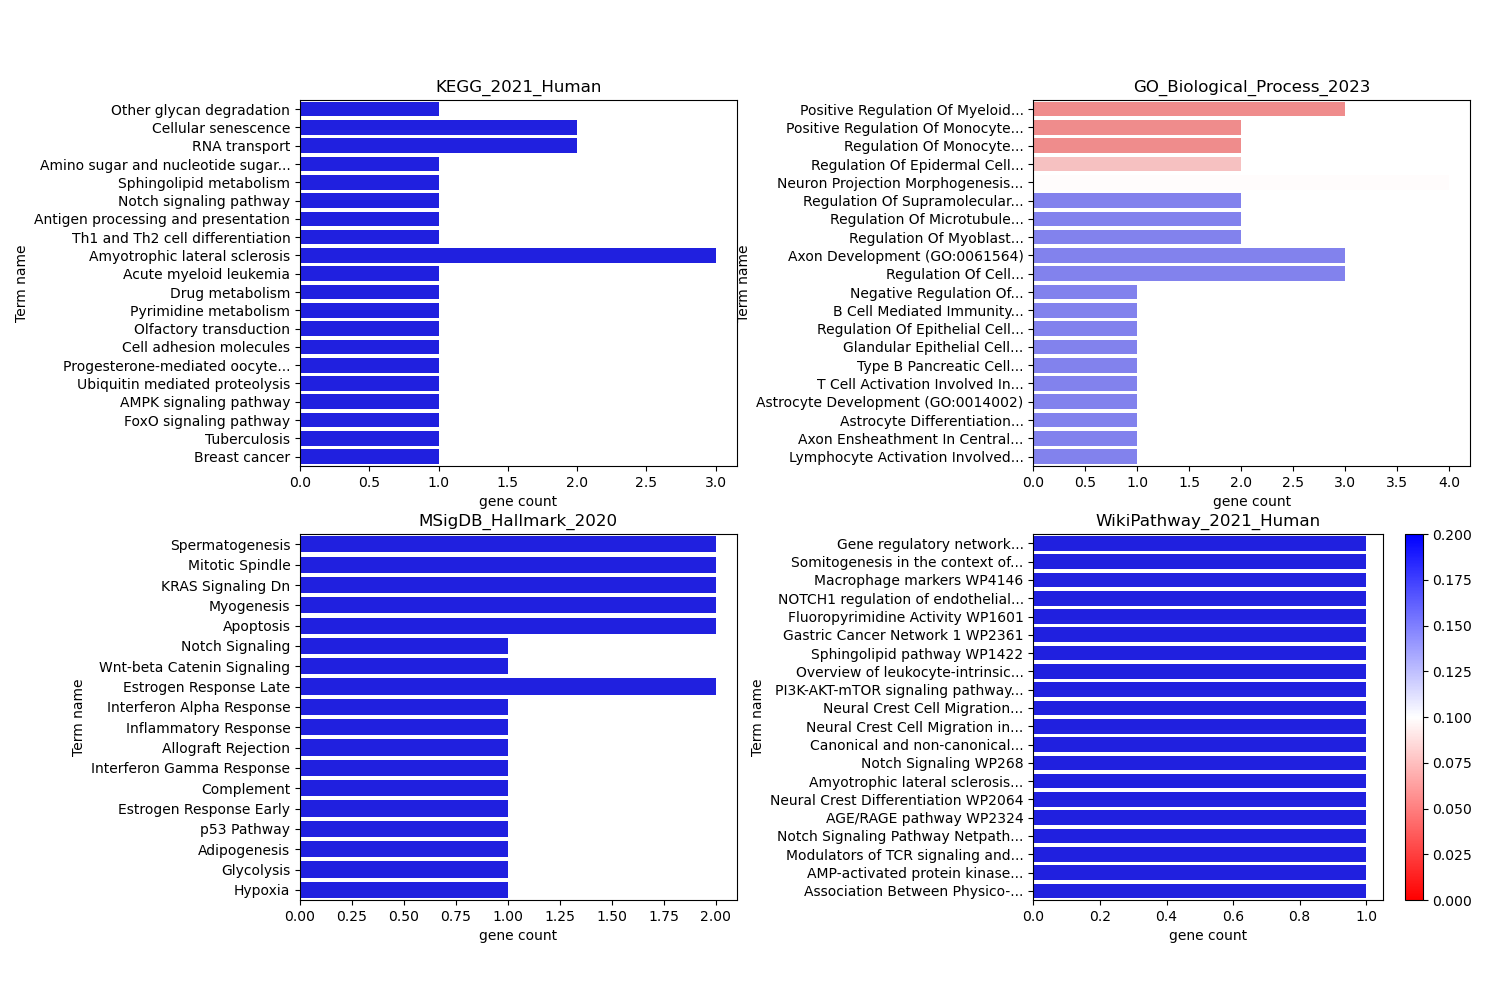 KEGG_2021_Human
Term name
Other glycan degradation
Cellular senescence
RNA transport
Amino sugar and nucleotide sugar...
Sphingolipid metabolism
Notch signaling pathway
Antigen processing and presentation
Th1 and Th2 cell differentiation
Amyotrophic lateral sclerosis
Acute myeloid leukemia
Drug metabolism
Pyrimidine metabolism
Olfactory transduction
Cell adhesion molecules
Progesterone-mediated oocyte...
Ubiquitin mediated proteolysis
AMPK signaling pathway
FoxO signaling pathway
Tuberculosis
Breast cancer
0.0 0.5 1.0 1.5 2.0 2.5 3.0
gene count
GO_Biological_Process_2023
Term name
Positive Regulation Of Myeloid...
Positive Regulation Of Monocyte...
Regulation Of Monocyte...
Regulation Of Epidermal Cell...
Neuron Projection Morphogenesis...
Regulation Of Supramolecular...
Regulation Of Microtubule...
Regulation Of Myoblast...
Axon Development (GO:0061564)
Regulation Of Cell...
Negative Regulation Of...
B Cell Mediated Immunity...
Regulation Of Epithelial Cell...
Glandular Epithelial Cell...
Type B Pancreatic Cell...
T Cell Activation Involved In...
Astrocyte Development (GO:0014002)
Astrocyte Differentiation...
Axon Ensheathment In Central...
Lymphocyte Activation Involved...
0.0 0.5 1.0 1.5 2.0 2.5 3.0 3.5 4.0
gene count
MSigDB_Hallmark_2020
Term name
Spermatogenesis
Mitotic Spindle
KRAS Signaling Dn
Myogenesis
Apoptosis
Notch Signaling
Wnt-beta Catenin Signaling
Estrogen Response Late
Interferon Alpha Response
Inflammatory Response
Allograft Rejection
Interferon Gamma Response
Complement
Estrogen Response Early
p53 Pathway
Adipogenesis
Glycolysis
Hypoxia
0.00 0.25 0.50 0.75 1.00 1.25 1.50 1.75 2.00
gene count
WikiPathway_2021_Human
Term name
Gene regulatory network...
Somitogenesis in the context of...
Macrophage markers WP4146
NOTCH1 regulation of endothelial...
Fluoropyrimidine Activity WP1601
Gastric Cancer Network 1 WP2361
Sphingolipid pathway WP1422
Overview of leukocyte-intrinsic...
PI3K-AKT-mTOR signaling pathway...
Neural Crest Cell Migration...
Neural Crest Cell Migration in...
Canonical and non-canonical...
Notch Signaling WP268
Amyotrophic lateral sclerosis...
Neural Crest Differentiation WP2064
AGE/RAGE pathway WP2324
Notch Signaling Pathway Netpath...
Modulators of TCR signaling and...
AMP-activated protein kinase...
Association Between Physico-...
0.0 0.2 0.4 0.6 0.8 1.0
gene count
0.200
0.175
0.150
0.125
0.100
0.075
0.050
0.025
0.000